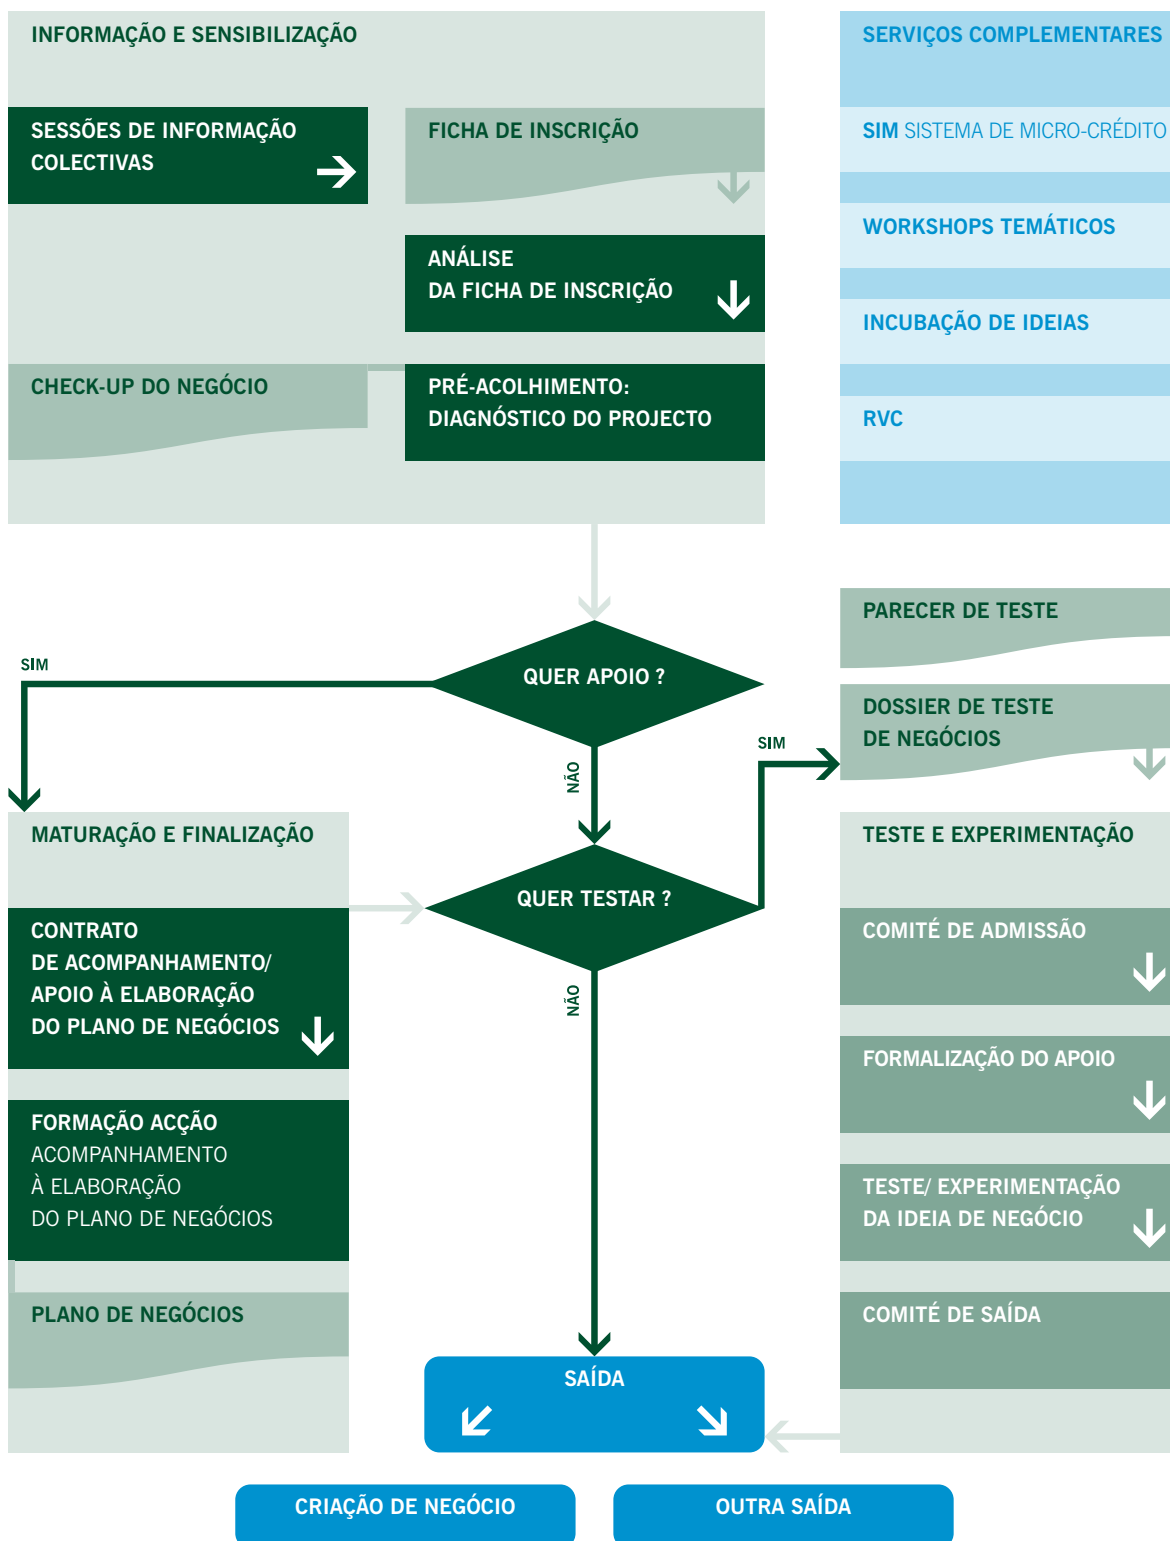 INFORMAÇÃO E SENSIBILIZAÇÃO
SESSÕES DE INFORMAÇÃO
COLECTIVAS
FICHA DE INSCRIÇÃO
ANÁLISE
DA FICHA DE INSCRIÇÃO
CHECK-UP DO NEGÓCIO
PRÉ-ACOLHIMENTO:
DIAGNÓSTICO DO PROJECTO
SERVIÇOS COMPLEMENTARES
SIM SISTEMA DE MICRO-CRÉDITO
WORKSHOPS TEMÁTICOS
INCUBAÇÃO DE IDEIAS
RVC
QUER APOIO ?
SIM
NÃO
PARECER DE TESTE
DOSSIER DE TESTE
DE NEGÓCIOS
SIM
MATURAÇÃO E FINALIZAÇÃO
CONTRATO
DE ACOMPANHAMENTO/
APOIO À ELABORAÇÃO
DO PLANO DE NEGÓCIOS
FORMAÇÃO ACÇÃO
ACOMPANHAMENTO
À ELABORAÇÃO
DO PLANO DE NEGÓCIOS
PLANO DE NEGÓCIOS
QUER TESTAR ?
NÃO
TESTE E EXPERIMENTAÇÃO
COMITÉ DE ADMISSÃO
FORMALIZAÇÃO DO APOIO
TESTE/ EXPERIMENTAÇÃO
DA IDEIA DE NEGÓCIO
COMITÉ DE SAÍDA
SAÍDA
CRIAÇÃO DE NEGÓCIO
OUTRA SAÍDA